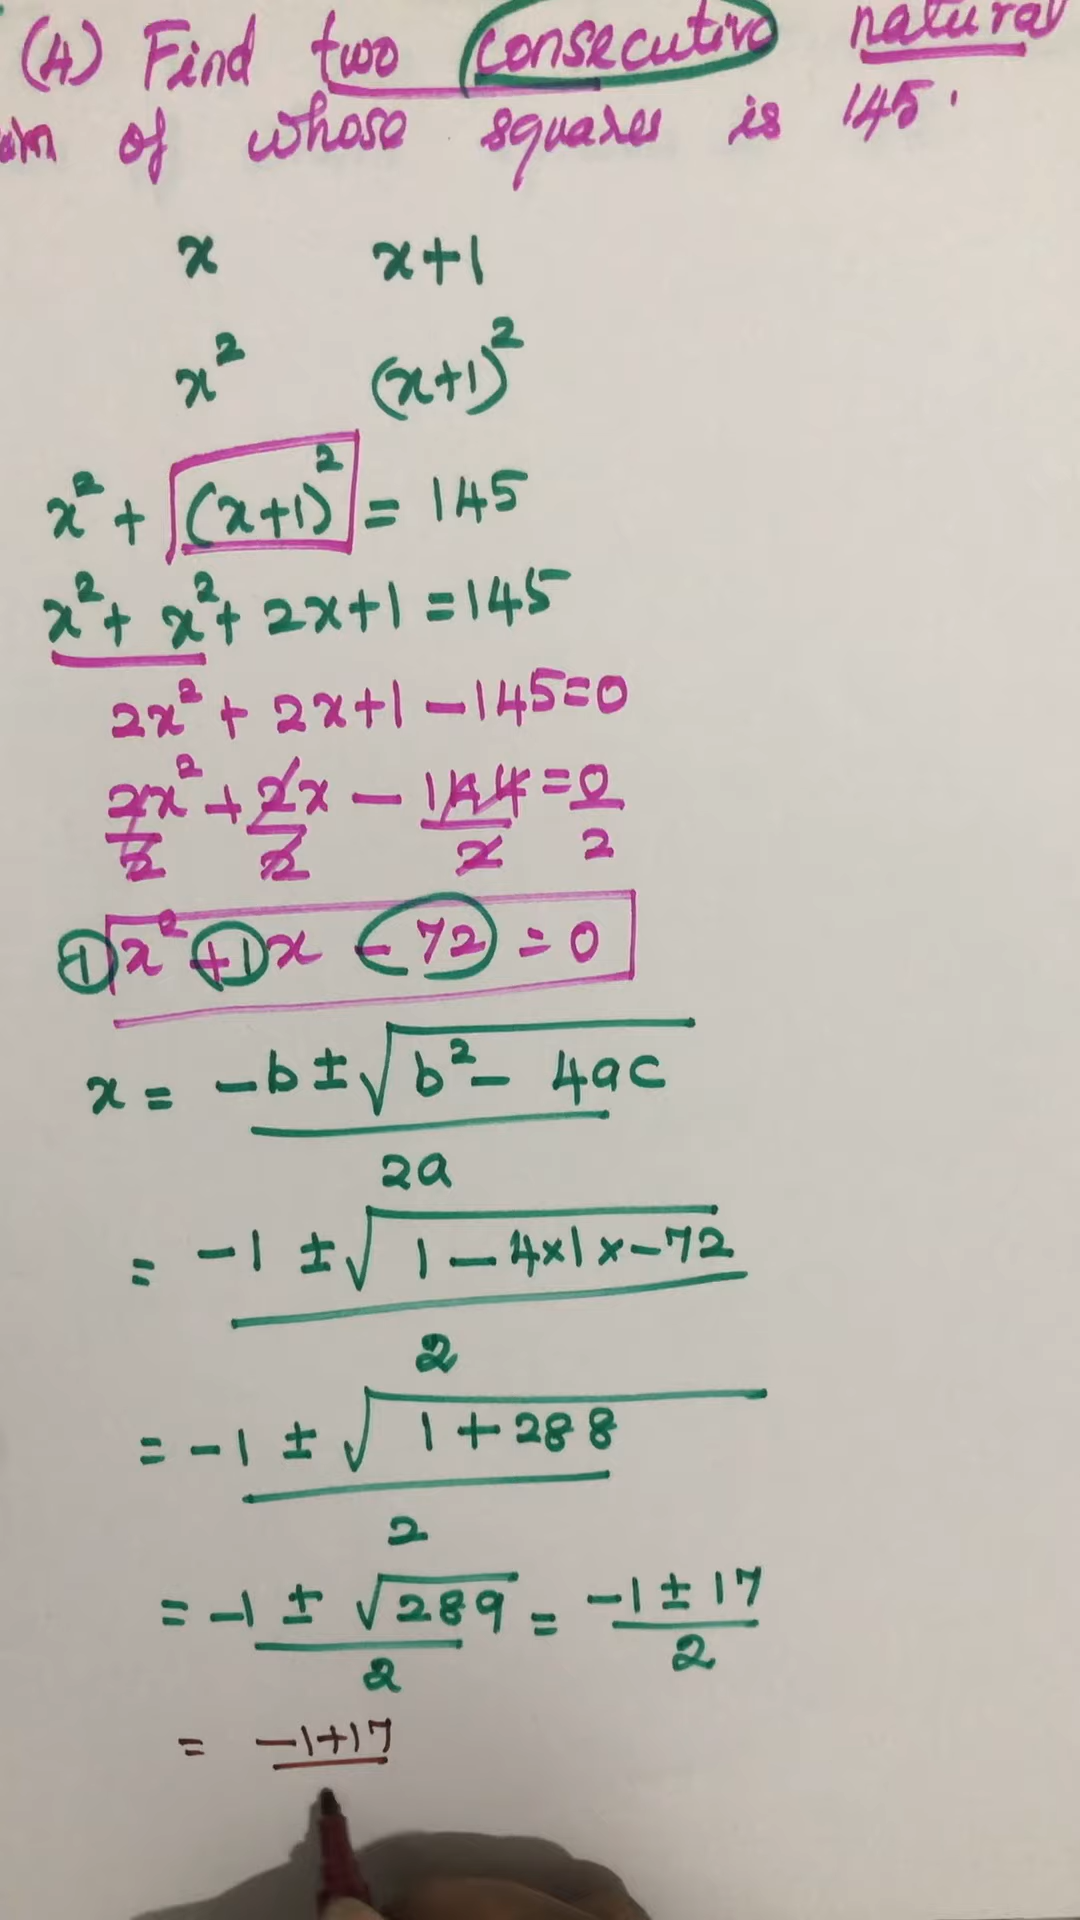 (4) Find two consecutive natural
of whose squares is 145.
x x+1
x² (x+1)²
x² + (x+1)² = 145
x² + x² + 2x+1 = 145
2x² + 2x+1 - 145 = 0
2x²/2 + 2x/2 - 144/2 = 0/2
1 x² +1 x - 72 = 0
x = (-b ± √(b² - 4ac))/2a
= (-1 ± √(1 - 4×1×-72))/2
= (-1 ± √(1+288))/2
= (-1 ± √289)/2 = (-1 ± 17)/2
= -1+17